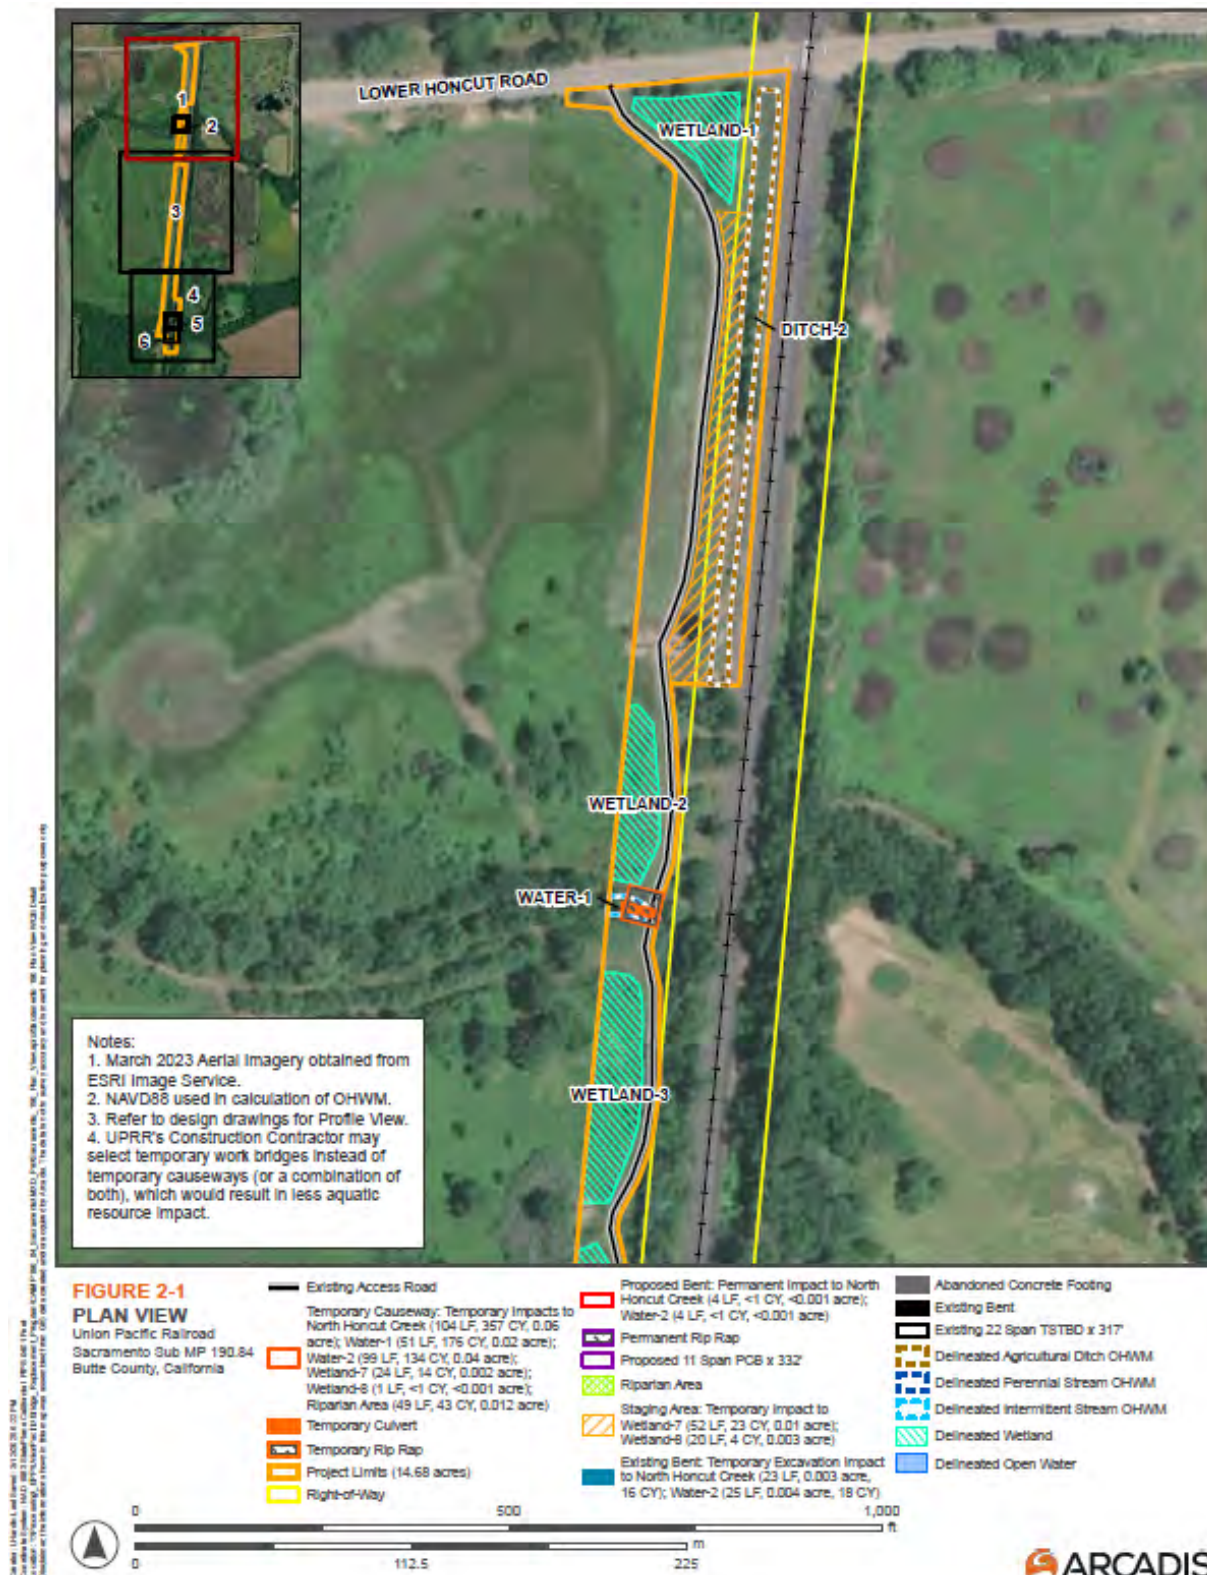 1
2
3
4
5
6
LOWER HONCUT ROAD
WETLAND-1
DITCH-2
WETLAND-2
WATER-1
WETLAND-3
Notes:
1. March 2023 Aerial Imagery obtained from
ESRI Image Service.
2. NAVD88 used in calculation of OHWM.
3. Refer to design drawings for Profile View.
4. UPRR's Construction Contractor may
select temporary work bridges instead of
temporary causeways (or a combination of
both), which would result in less aquatic
resource impact.
FIGURE 2-1
PLAN VIEW
Union Pacific Railroad
Sacramento Sub MP 190.84
Butte County, California
Existing Access Road
Temporary Causeway: Temporary Impacts to
North Honcut Creek (104 LF, 357 CY, 0.06
acre); Water-1 (51 LF, 176 CY, 0.02 acre);
Water-2 (99 LF, 134 CY, 0.04 acre);
Wetland-7 (24 LF, 14 CY, 0.002 acre);
Wetland-8 (1 LF, <1 CY, <0.001 acre);
Riparian Area (49 LF, 43 CY, 0.012 acre)
Temporary Culvert
Temporary Rip Rap
Project Limits (14.68 acres)
Right-of-Way
Proposed Bent: Permanent Impact to North
Honcut Creek (4 LF, <1 CY, <0.001 acre);
Water-2 (4 LF, <1 CY, <0.001 acre)
Permanent Rip Rap
Proposed 11 Span PCB x 332'
Riparian Area
Staging Area: Temporary Impact to
Wetland-7 (52 LF, 23 CY, 0.01 acre);
Wetland-8 (20 LF, 4 CY, 0.003 acre)
Existing Bent: Temporary Excavation Impact
to North Honcut Creek (23 LF, 0.003 acre,
16 CY); Water-2 (25 LF, 0.004 acre, 18 CY)
Abandoned Concrete Footing
Existing Bent
Existing 22 Span TSTBD x 317'
Delineated Agricultural Ditch OHWM
Delineated Perennial Stream OHWM
Delineated Intermittent Stream OHWM
Delineated Wetland
Delineated Open Water
0 500 1,000
ft
m
0 112.5 225
ARCADIS